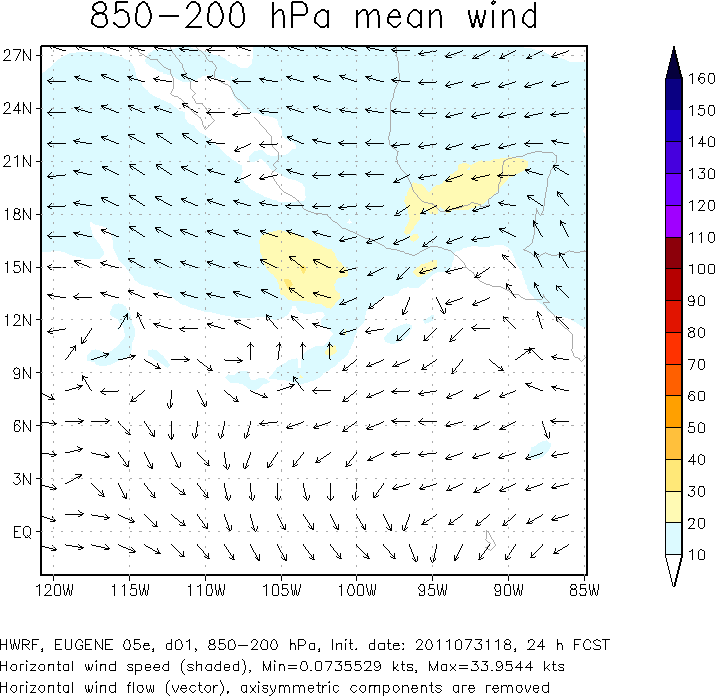 850-200 hPa mean wind
27N
24N
21N
18N
15N
12N
9N
6N
3N
EQ
120W 115W 110W 105W 100W 95W 90W 85W
160
150
140
130
120
110
100
90
80
70
60
50
40
30
20
10
HWRF, EUGENE 05e, d01, 850-200 hPa, Init. date: 2011073118, 24 h FCST
Horizontal wind speed (shaded), Min=0.0735529 kts, Max=33.9544 kts
Horizontal wind flow (vector), axisymmetric components are removed